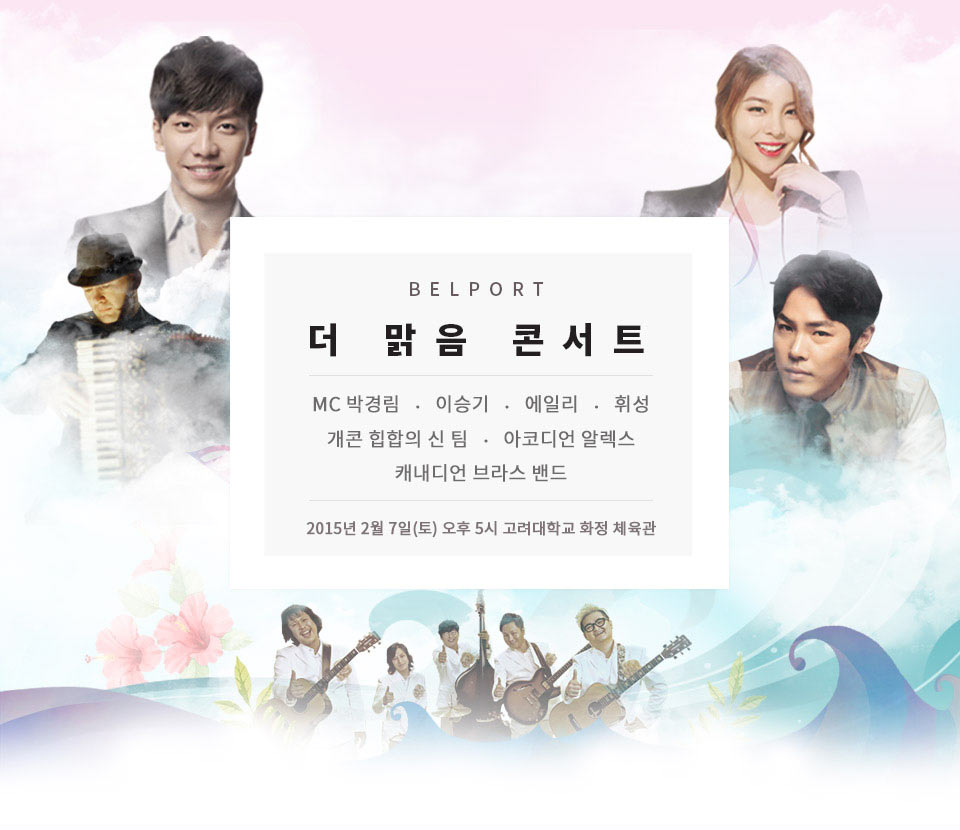 BELPORT
더 맑음 콘서트
MC 박경림 · 이승기 · 에일리 · 휘성
개콘 힙합의 신 팀 · 아코디언 알렉스
캐내디언 브라스 밴드
2015년 2월 7일(토) 오후 5시 고려대학교 화정 체육관